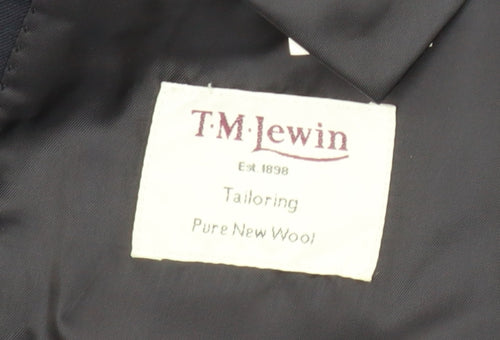 T·M·Lewin
Est. 1898
Tailoring
Pure New Wool